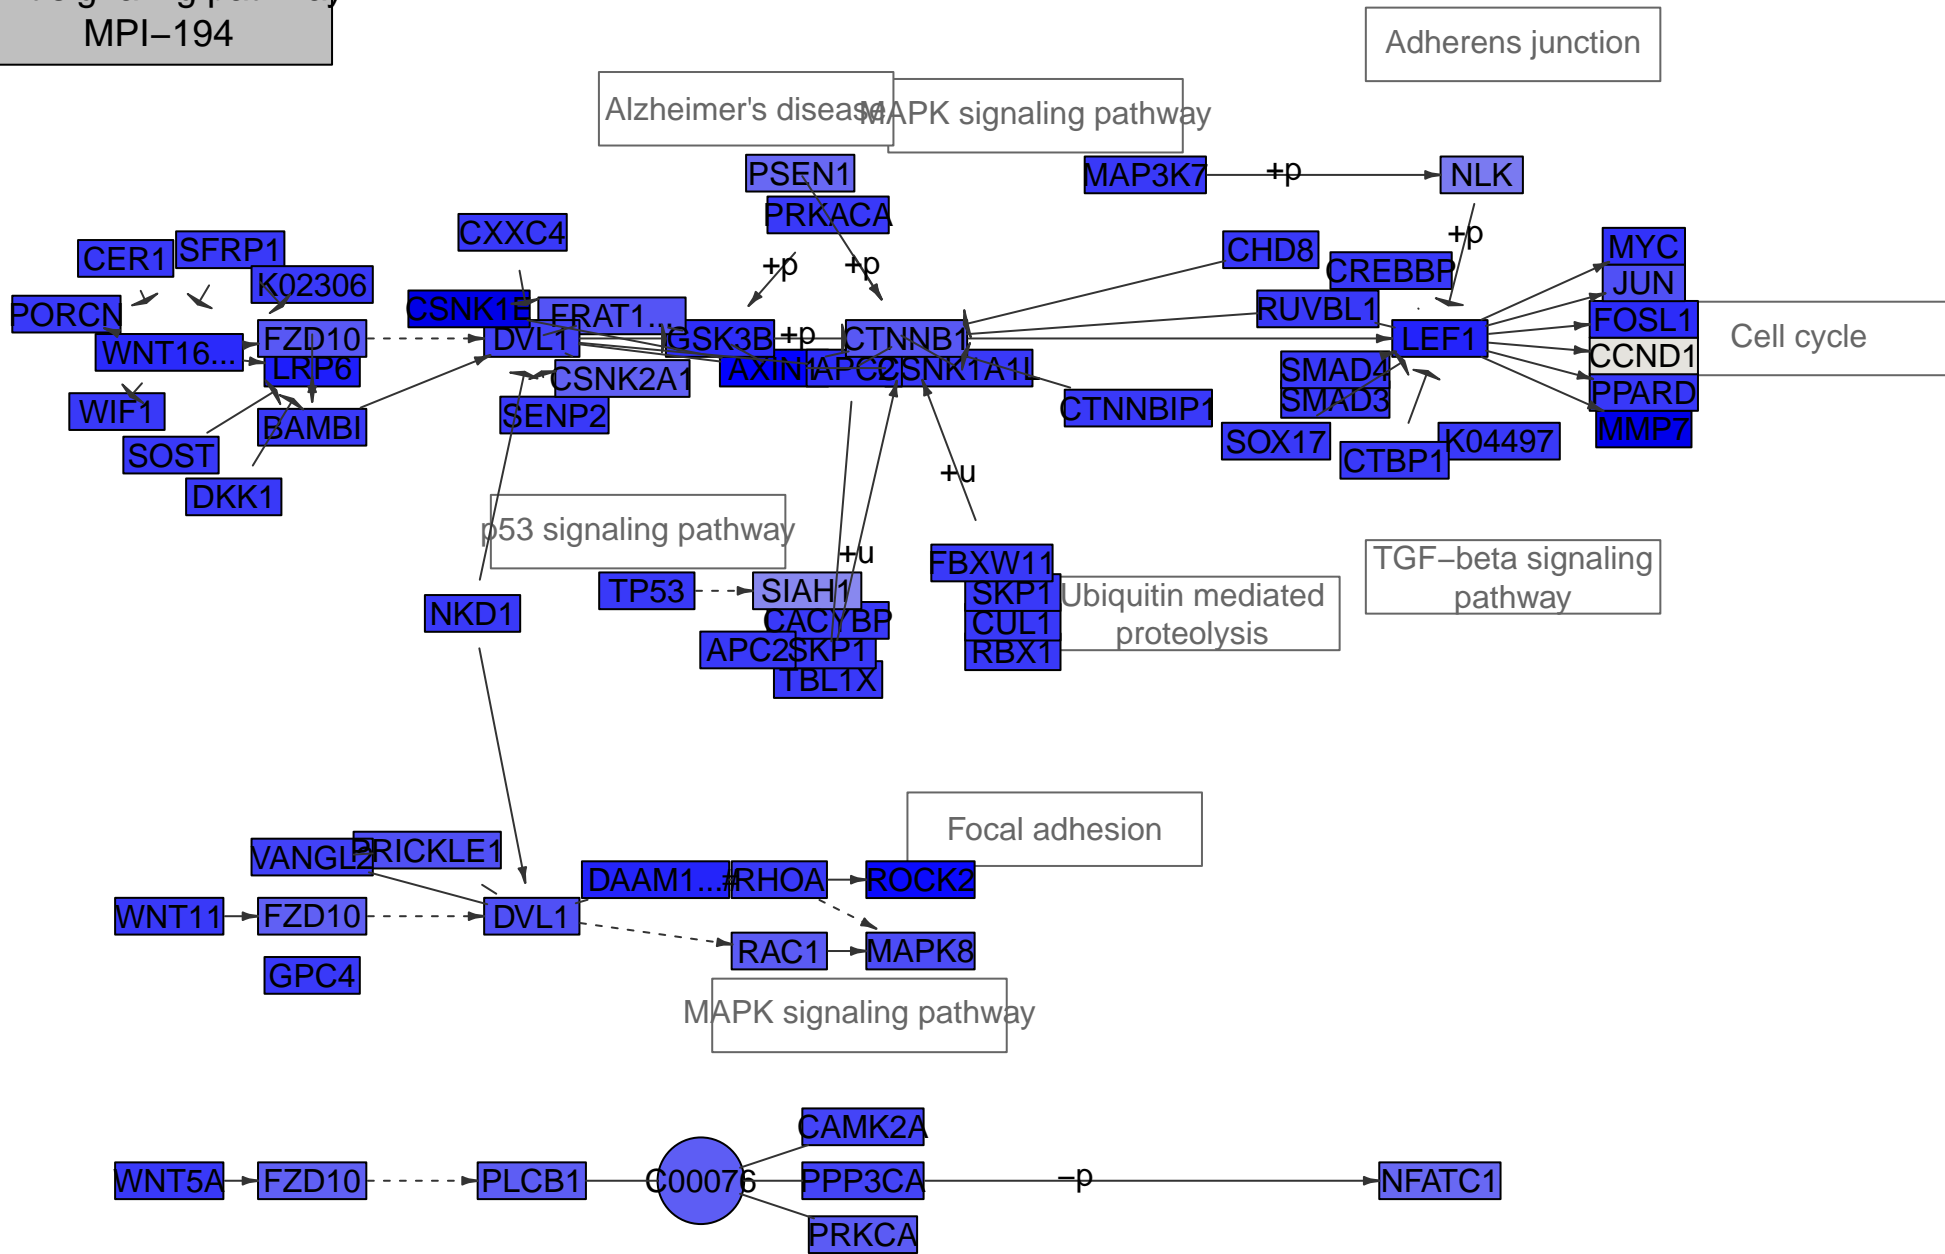 signaling pathway
MPI−194
Adherens junction
Alzheimer's disease
MAPK signaling pathway
PSEN1
MAP3K7
+p
NLK
PRKACA
CXXC4
CER1
SFRP1
K02306
+p
+p
+p
CHD8
CREBBP
MYC
JUN
PORCN
CSNK1E
FRAT1...
RUVBL1
FOSL1
WNT16...
FZD10
DVL1
GSK3B
+p
CTNNB1
LEF1
Cell cycle
CCND1
LRP6
AXIN1
APC2
CSNK1A1L
CSNK2A1
SMAD4
SMAD3
PPARD
WIF1
BAMBI
SENP2
CTNNBIP1
MMP7
SOST
SOX17
CTBP1
K04497
DKK1
+u
p53 signaling pathway
+u
FBXW11
TGF−beta signaling
pathway
TP53
SIAH1
SKP1
Ubiquitin mediated
proteolysis
NKD1
CACYBP
CUL1
APC2
SKP1
RBX1
TBL1X
Focal adhesion
VANGL2
PRICKLE1
DAAM1...
RHOA
ROCK2
WNT11
FZD10
DVL1
RAC1
MAPK8
GPC4
MAPK signaling pathway
CAMK2A
WNT5A
FZD10
PLCB1
C00076
PPP3CA
−p
NFATC1
PRKCA